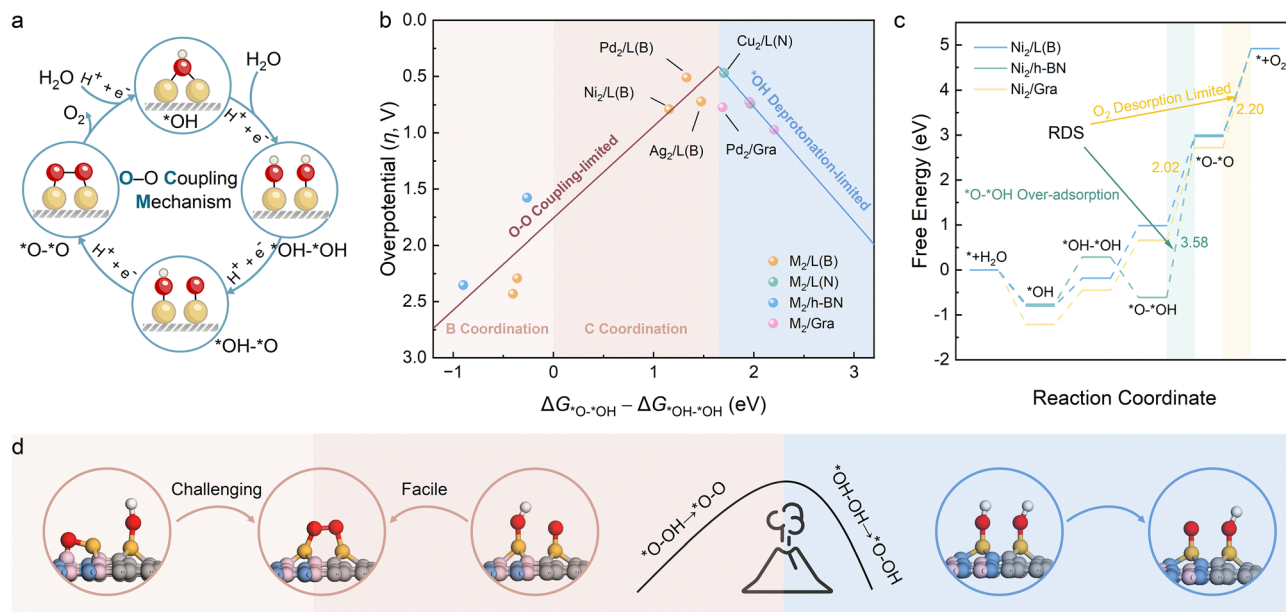 a
H₂O
H⁺ + e⁻
O₂
*OH
H₂O
H⁺ + e⁻
O–O Coupling
Mechanism
*O-*O
*OH-*OH
H⁺ + e⁻
H⁺ + e⁻
*OH-*O
b
Overpotential (η, V)
0.0
0.5
1.0
1.5
2.0
2.5
3.0
Pd₂/L(B)
Cu₂/L(N)
Ni₂/L(B)
Ag₂/L(B)
Pd₂/Gra
O-O Coupling-limited
*OH Deprotonation-limited
M₂/L(B)
M₂/L(N)
M₂/h-BN
M₂/Gra
B Coordination
C Coordination
−1
0
1
2
3
ΔG*O-*OH − ΔG*OH-*OH (eV)
c
Free Energy (eV)
5
4
3
2
1
0
-1
-2
Ni₂/L(B)
Ni₂/h-BN
Ni₂/Gra
*+O₂
O₂ Desorption Limited
2.20
RDS
*O-*O
2.02
*O-*OH Over-adsorption
3.58
*+H₂O
*OH
*OH-*OH
*O-*OH
Reaction Coordinate
d
Challenging
Facile
*O-OH→*O-O
*OH-OH→*O-OH